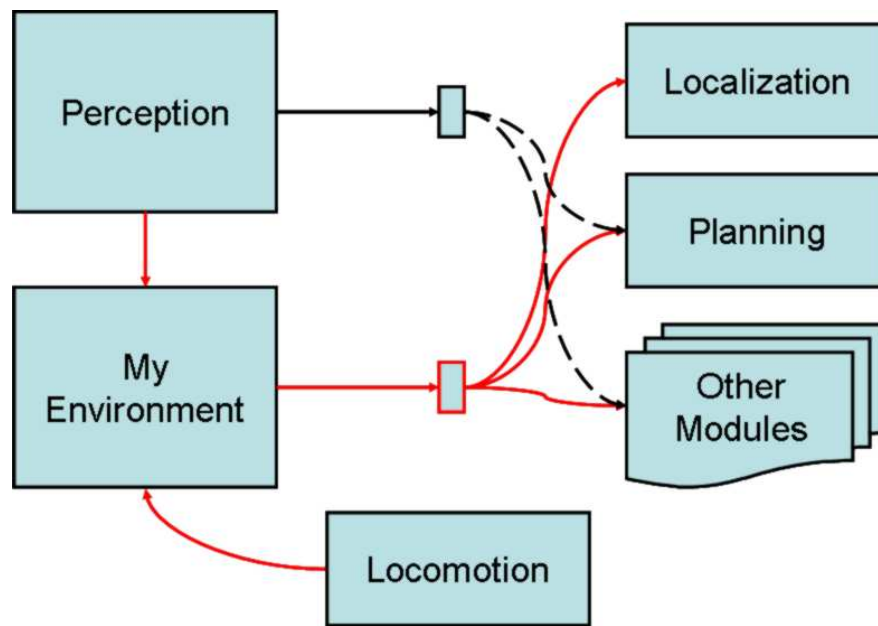 Perception
Localization
Planning
My
Environment
Other
Modules
Locomotion